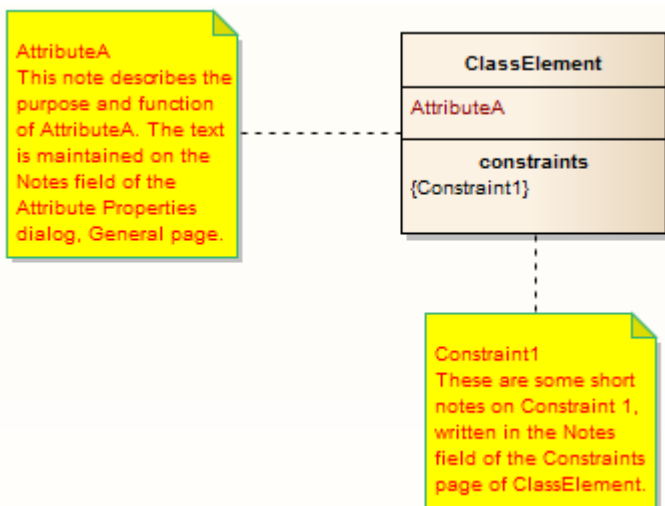 AttributeA
This note describes the
purpose and function
of AttributeA. The text
is maintained on the
Notes field of the
Attribute Properties
dialog, General page.
ClassElement
AttributeA
constraints
{Constraint1}
Constraint1
These are some short
notes on Constraint 1,
written in the Notes
field of the Constraints
page of ClassElement.